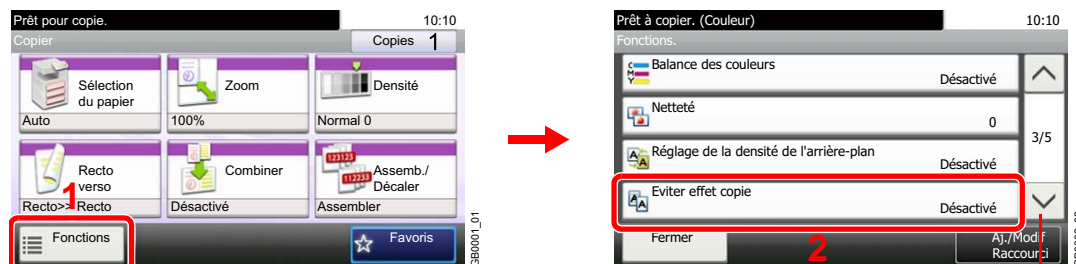 Prêt pour copie.
10:10
Copier
Copies 1
Sélection
du papier
Auto
Zoom
100%
Densité
Normal 0
Recto
verso
Recto>> Recto
Combiner
Désactivé
123123
112233
Assemb./
Décaler
Assembler
1
Fonctions
Favoris
GB0001_01
Prêt à copier. (Couleur)
10:10
Fonctions.
C
M
Y
Balance des couleurs
Désactivé
Netteté
0
3/5
Réglage de la densité de l'arrière-plan
Désactivé
Eviter effet copie
Désactivé
Fermer
2
Aj./Modif
Raccourci